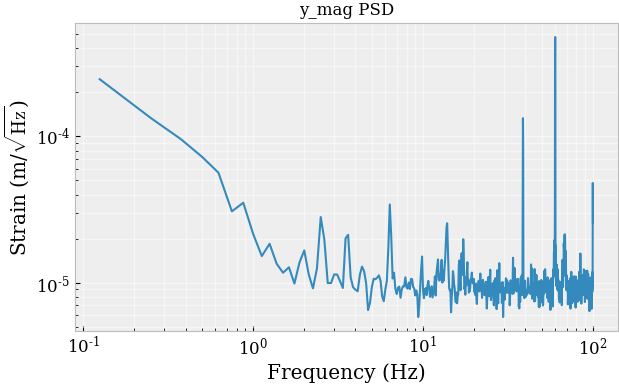 y_mag PSD
Strain (m/√Hz)
10⁻⁴
10⁻⁵
10⁻¹ 10⁰ 10¹ 10²
Frequency (Hz)